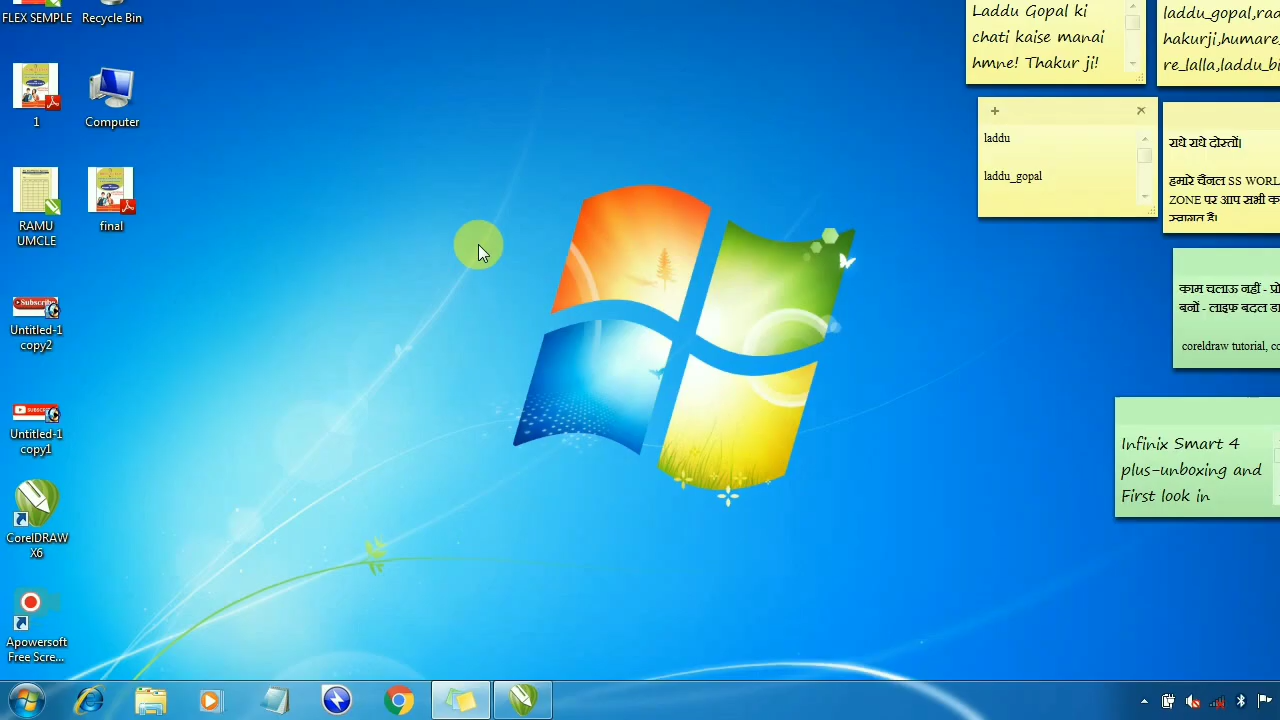 FLEX SEMPLE
Recycle Bin
1
Computer
RAMU
UMCLE
final
Subscribe
Untitled-1
copy2
SUBSCRIBE
Untitled-1
copy1
CorelDRAW
X6
Apowersoft
Free Scre...
Laddu Gopal ki
chati kaise manai
hmne! Thakur ji!
laddu_gopal,rad
hakurji,humare,
re_lalla,laddu_bi
laddu
laddu_gopal
राधे राधे दोस्तों।
हमारे चैनल SS WORL
ZONE पर आप सभी क
स्वागत है।
काम चलाऊ नहीं - प्रो
बनों - लाइफ बदल डा
coreldraw tutorial, co
Infinix Smart 4
plus-unboxing and
First look in